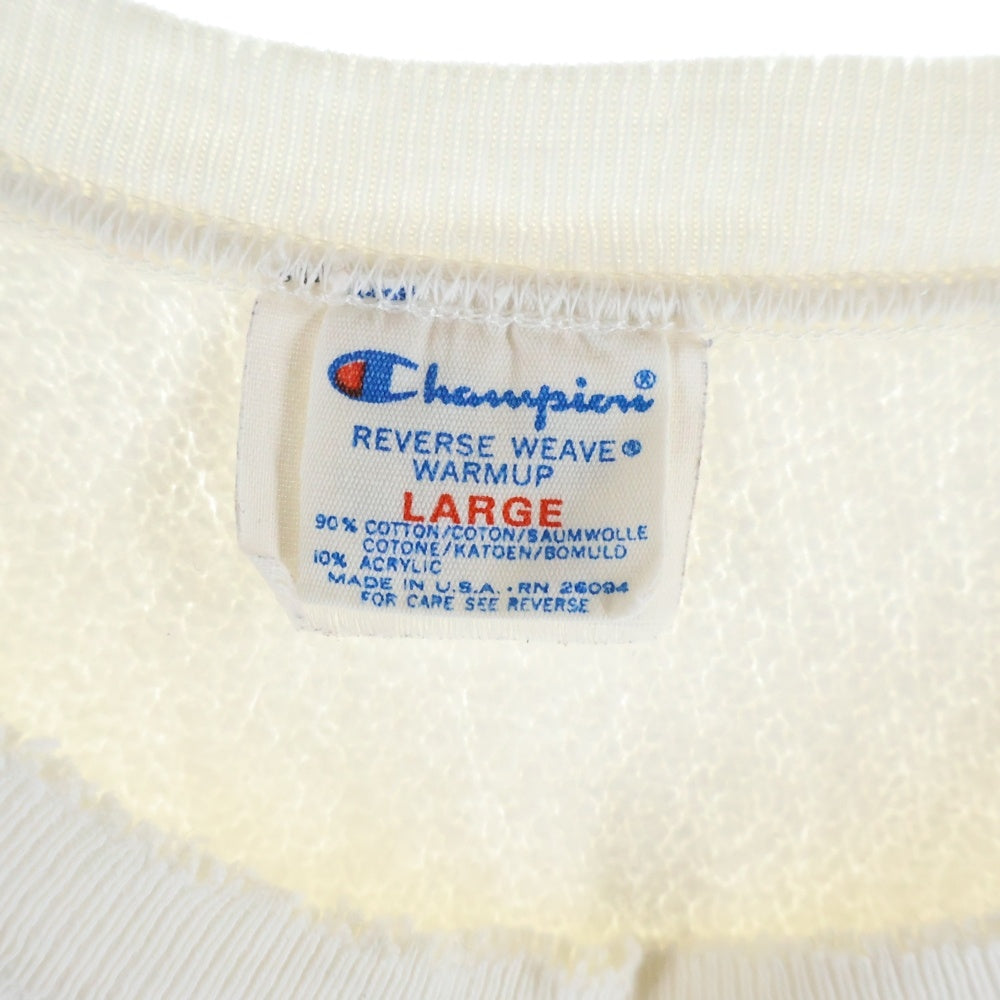 Champion®
REVERSE WEAVE®
WARMUP
LARGE
90% COTTON/COTON/BAUMWOLLE
COTONE/KATOEN/BOMULD
10% ACRYLIC
MADE IN U.S.A. · RN 26094
FOR CARE SEE REVERSE